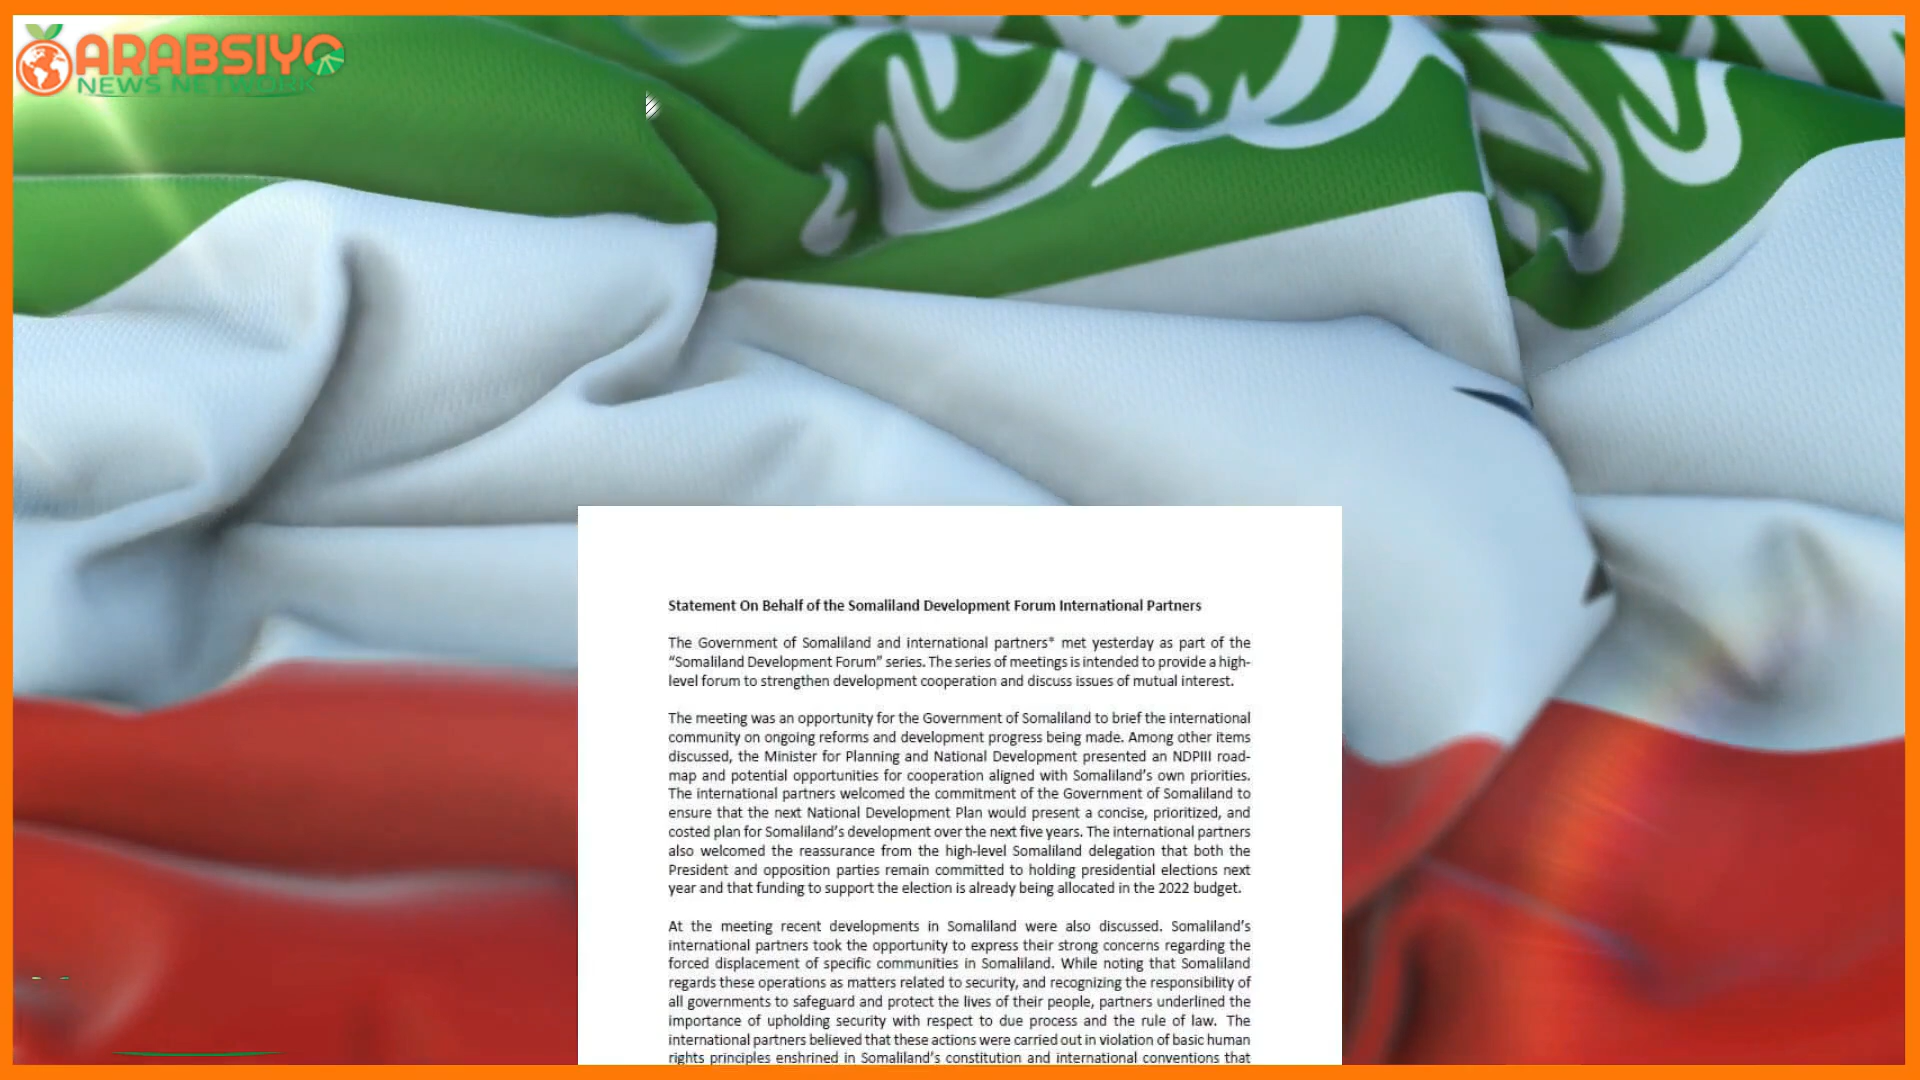 ARABSIYO
NEWS NETWORK
Statement On Behalf of the Somaliland Development Forum International Partners
The Government of Somaliland and international partners* met yesterday as part of the
“Somaliland Development Forum” series. The series of meetings is intended to provide a high-
level forum to strengthen development cooperation and discuss issues of mutual interest.
The meeting was an opportunity for the Government of Somaliland to brief the international
community on ongoing reforms and development progress being made. Among other items
discussed, the Minister for Planning and National Development presented an NDPIII road-
map and potential opportunities for cooperation aligned with Somaliland’s own priorities.
The international partners welcomed the commitment of the Government of Somaliland to
ensure that the next National Development Plan would present a concise, prioritized, and
costed plan for Somaliland’s development over the next five years. The international partners
also welcomed the reassurance from the high-level Somaliland delegation that both the
President and opposition parties remain committed to holding presidential elections next
year and that funding to support the election is already being allocated in the 2022 budget.
At the meeting recent developments in Somaliland were also discussed. Somaliland’s
international partners took the opportunity to express their strong concerns regarding the
forced displacement of specific communities in Somaliland. While noting that Somaliland
regards these operations as matters related to security, and recognizing the responsibility of
all governments to safeguard and protect the lives of their people, partners underlined the
importance of upholding security with respect to due process and the rule of law. The
international partners believed that these actions were carried out in violation of basic human
rights principles enshrined in Somaliland’s constitution and international conventions that